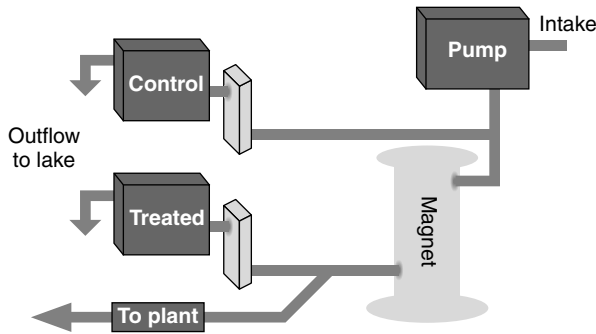 Intake
Pump
Control
Outflow
to lake
Magnet
Treated
To plant